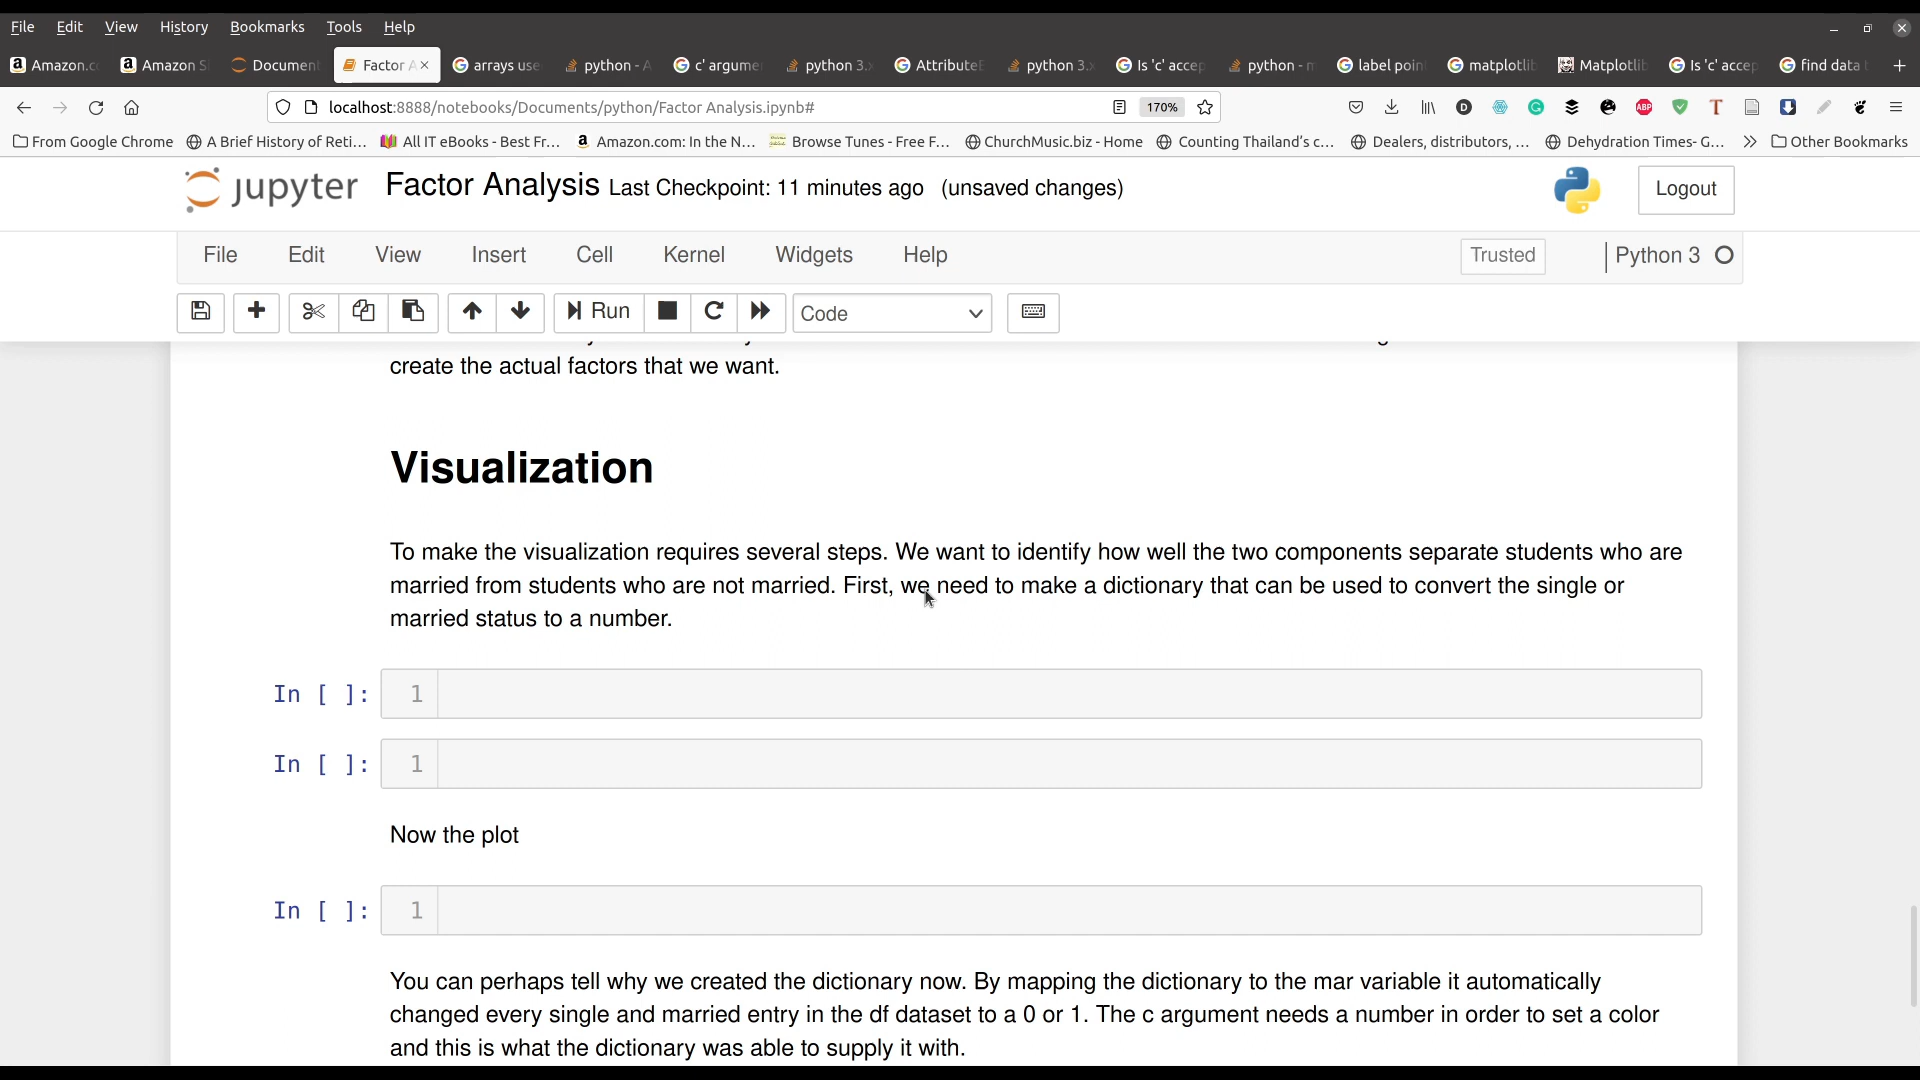 File Edit View History Bookmarks Tools Help
Amazon.c Amazon S Document Factor A arrays use python - A c' argume python 3.x Attribute python 3.x Is 'c' accep python - m label poin matplotlib Matplotlib Is 'c' accep find data
localhost:8888/notebooks/Documents/python/Factor Analysis.ipynb# 170%
From Google Chrome A Brief History of Reti... All IT eBooks - Best Fr... Amazon.com: In the N... Browse Tunes - Free F... ChurchMusic.biz - Home Counting Thailand's c... Dealers, distributors, ... Dehydration Times- G... Other Bookmarks
jupyter Factor Analysis Last Checkpoint: 11 minutes ago (unsaved changes) Logout
File Edit View Insert Cell Kernel Widgets Help Trusted Python 3
Run Code
create the actual factors that we want.
Visualization
To make the visualization requires several steps. We want to identify how well the two components separate students who are
married from students who are not married. First, we need to make a dictionary that can be used to convert the single or
married status to a number.
In [ ]: 1
In [ ]: 1
Now the plot
In [ ]: 1
You can perhaps tell why we created the dictionary now. By mapping the dictionary to the mar variable it automatically
changed every single and married entry in the df dataset to a 0 or 1. The c argument needs a number in order to set a color
and this is what the dictionary was able to supply it with.